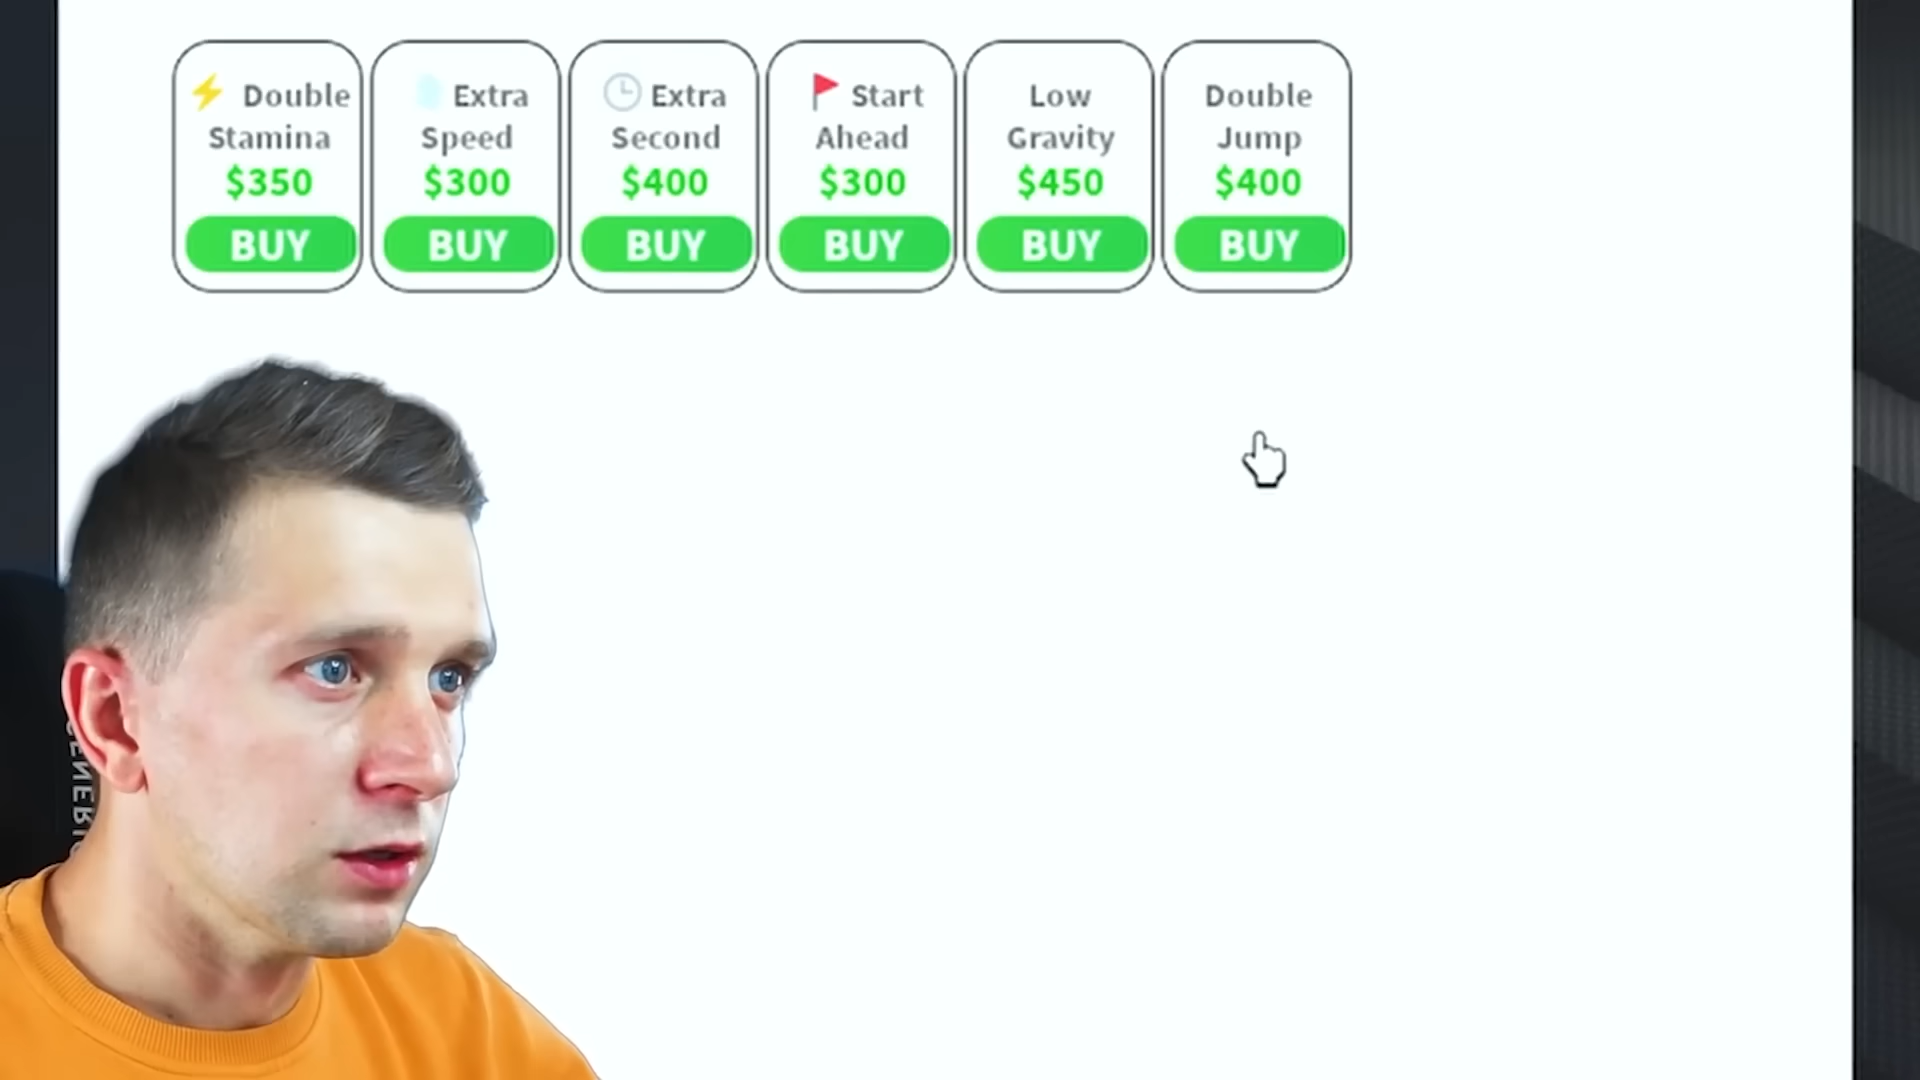 ⚡ Double
Stamina
$350
BUY
Extra
Speed
$300
BUY
Extra
Second
$400
BUY
Start
Ahead
$300
BUY
Low
Gravity
$450
BUY
Double
Jump
$400
BUY